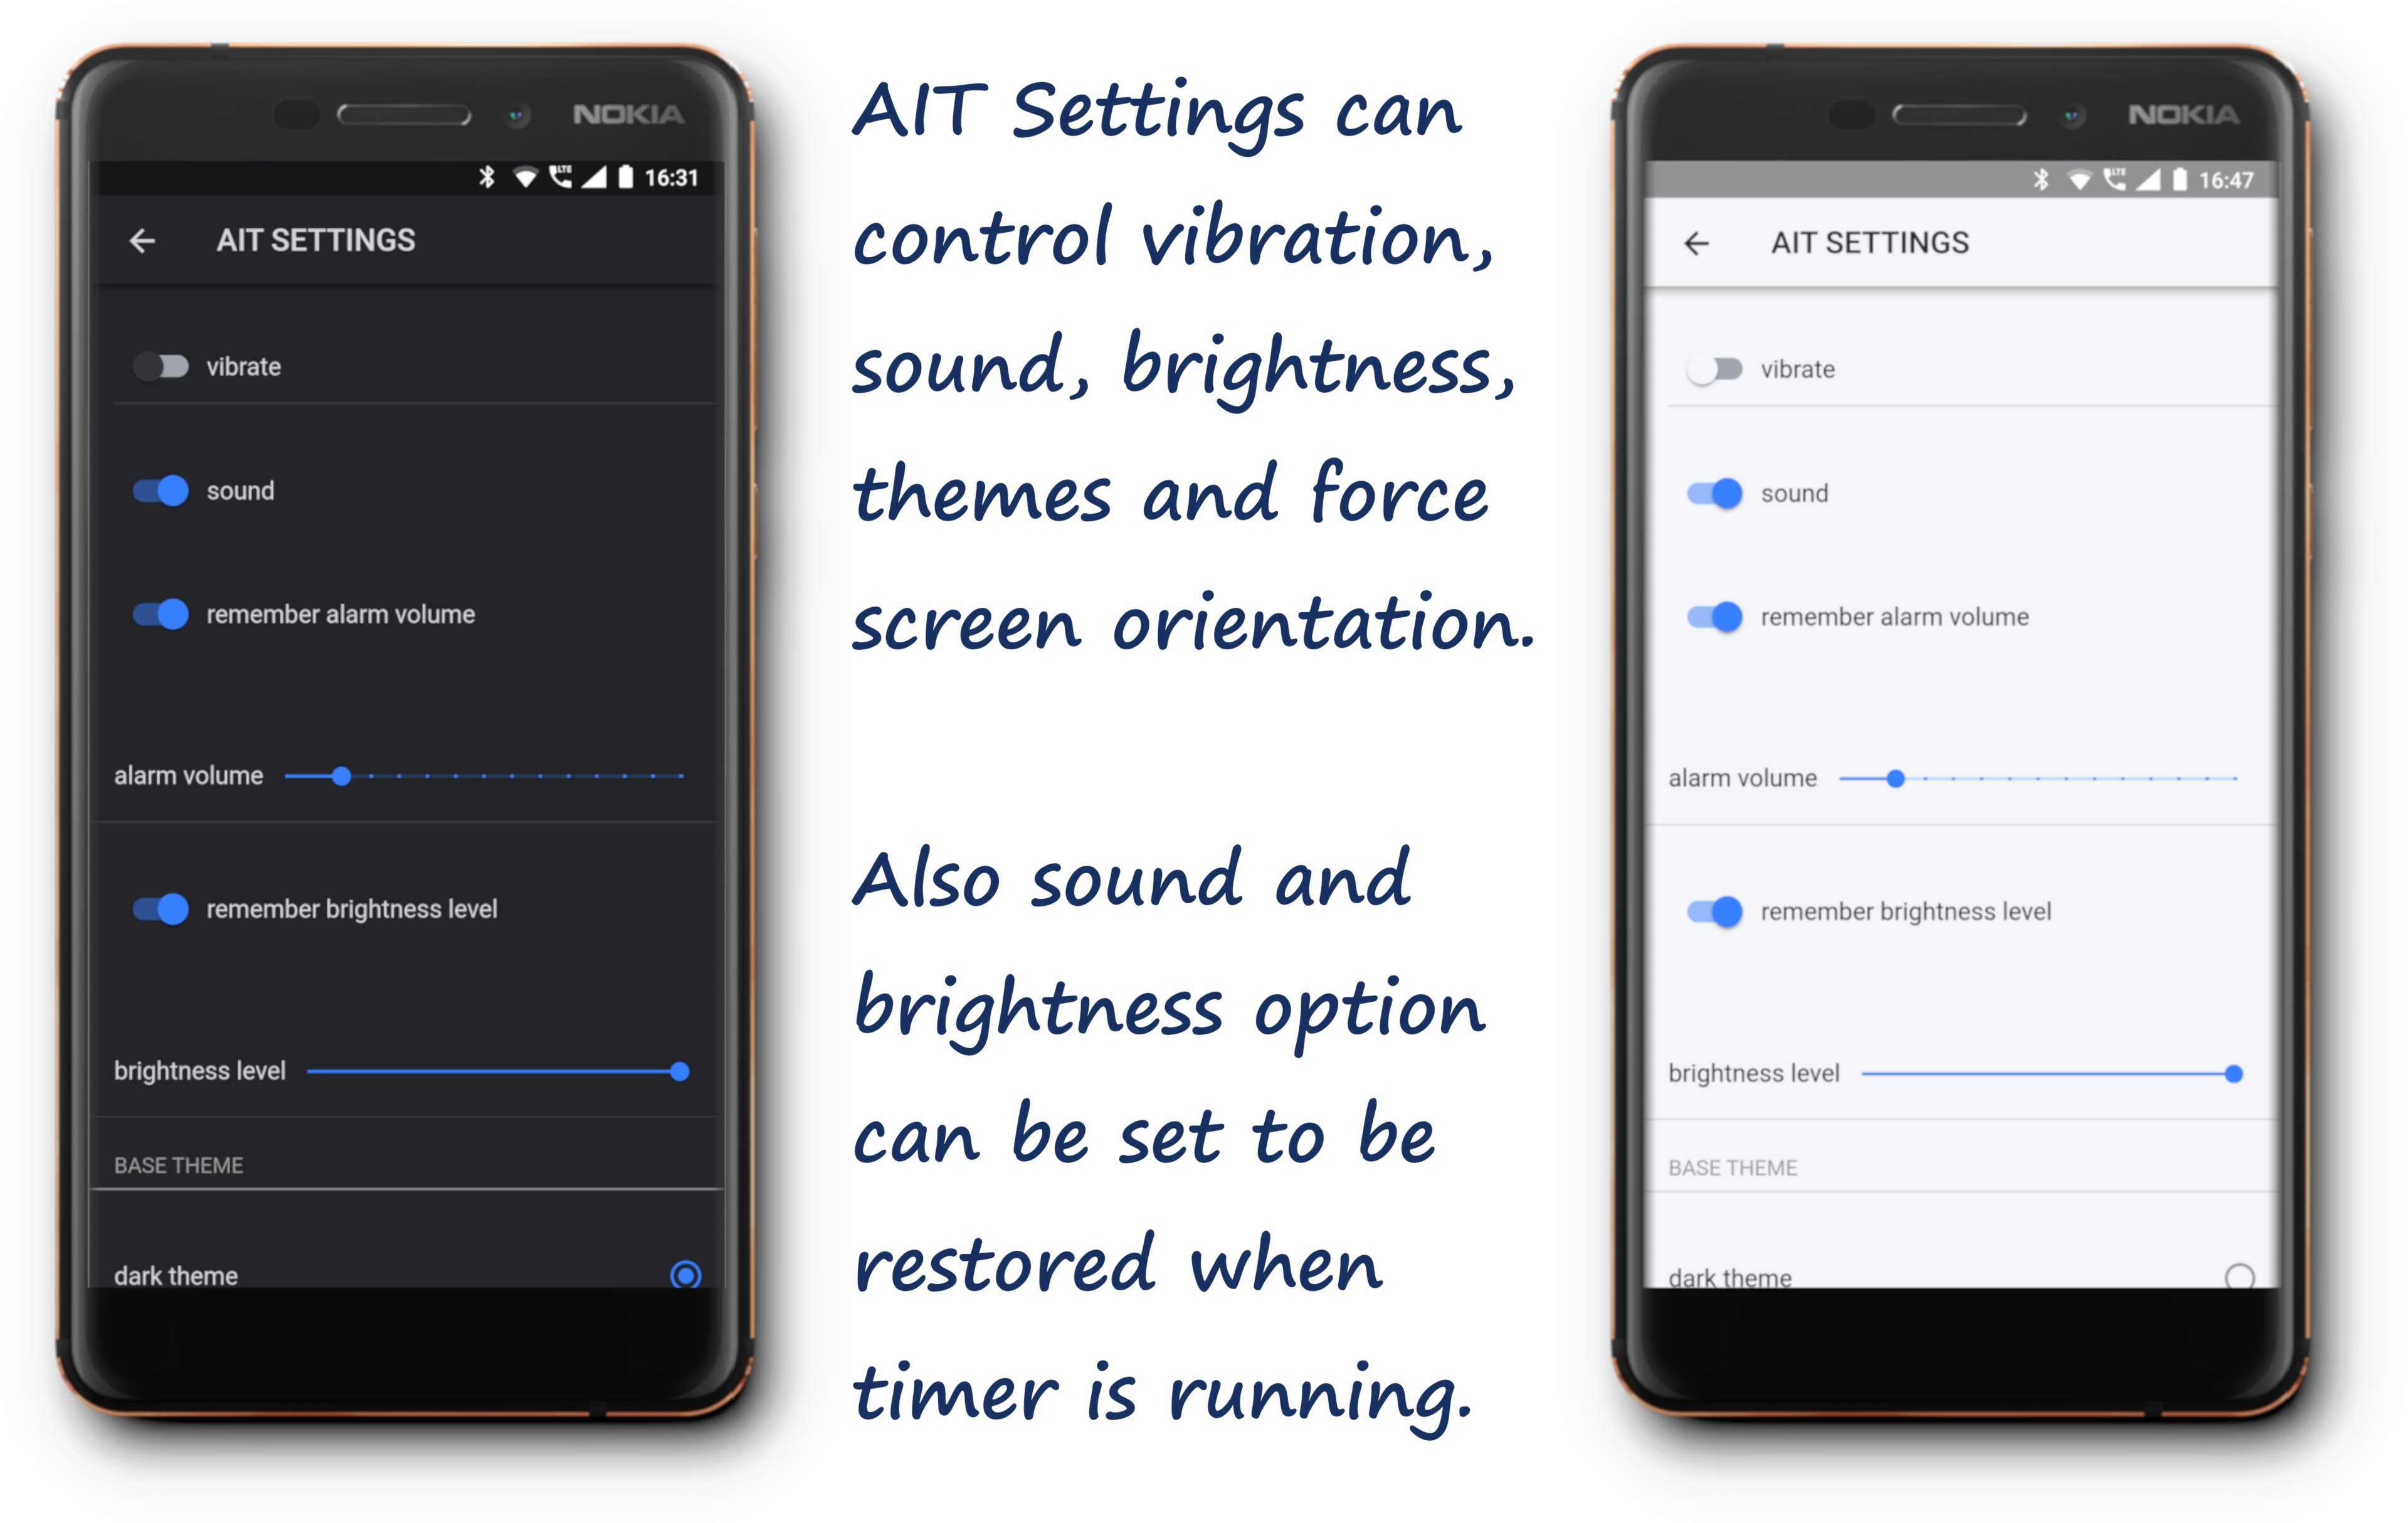 NOKIA
LTE 16:31
AIT SETTINGS
vibrate
sound
remember alarm volume
alarm volume
remember brightness level
brightness level
BASE THEME
dark theme
AIT Settings can
control vibration,
sound, brightness,
themes and force
screen orientation.
Also sound and
brightness option
can be set to be
restored when
timer is running.
NOKIA
LTE 16:47
AIT SETTINGS
vibrate
sound
remember alarm volume
alarm volume
remember brightness level
brightness level
BASE THEME
dark theme